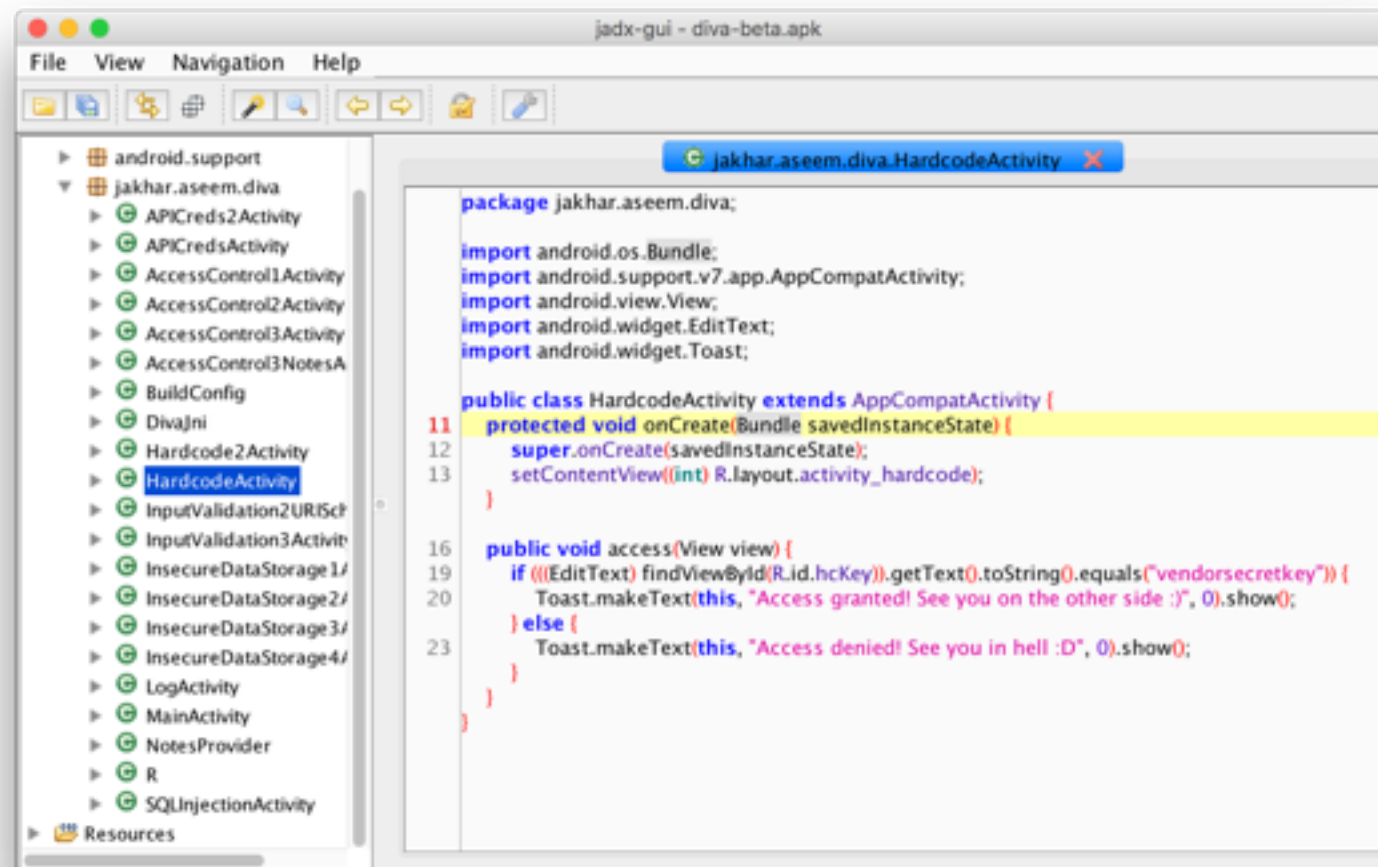 jadx-gui - diva-beta.apk
File View Navigation Help
android.support
jakhar.aseem.diva
APICreds2Activity
APICredsActivity
AccessControl1Activity
AccessControl2Activity
AccessControl3Activity
AccessControl3NotesA
BuildConfig
DivaJni
Hardcode2Activity
HardcodeActivity
InputValidation2URISch
InputValidation3Activit
InsecureDataStorage1A
InsecureDataStorage2A
InsecureDataStorage3A
InsecureDataStorage4A
LogActivity
MainActivity
NotesProvider
R
SQLInjectionActivity
Resources
jakhar.aseem.diva.HardcodeActivity
package jakhar.aseem.diva;
import android.os.Bundle;
import android.support.v7.app.AppCompatActivity;
import android.view.View;
import android.widget.EditText;
import android.widget.Toast;
public class HardcodeActivity extends AppCompatActivity {
11 protected void onCreate(Bundle savedInstanceState) {
12 super.onCreate(savedInstanceState);
13 setContentView((int) R.layout.activity_hardcode);
}
16 public void access(View view) {
19 if (((EditText) findViewById(R.id.hcKey)).getText().toString().equals("vendorsecretkey")) {
20 Toast.makeText(this, "Access granted! See you on the other side :)", 0).show();
} else {
23 Toast.makeText(this, "Access denied! See you in hell :D", 0).show();
}
}
}